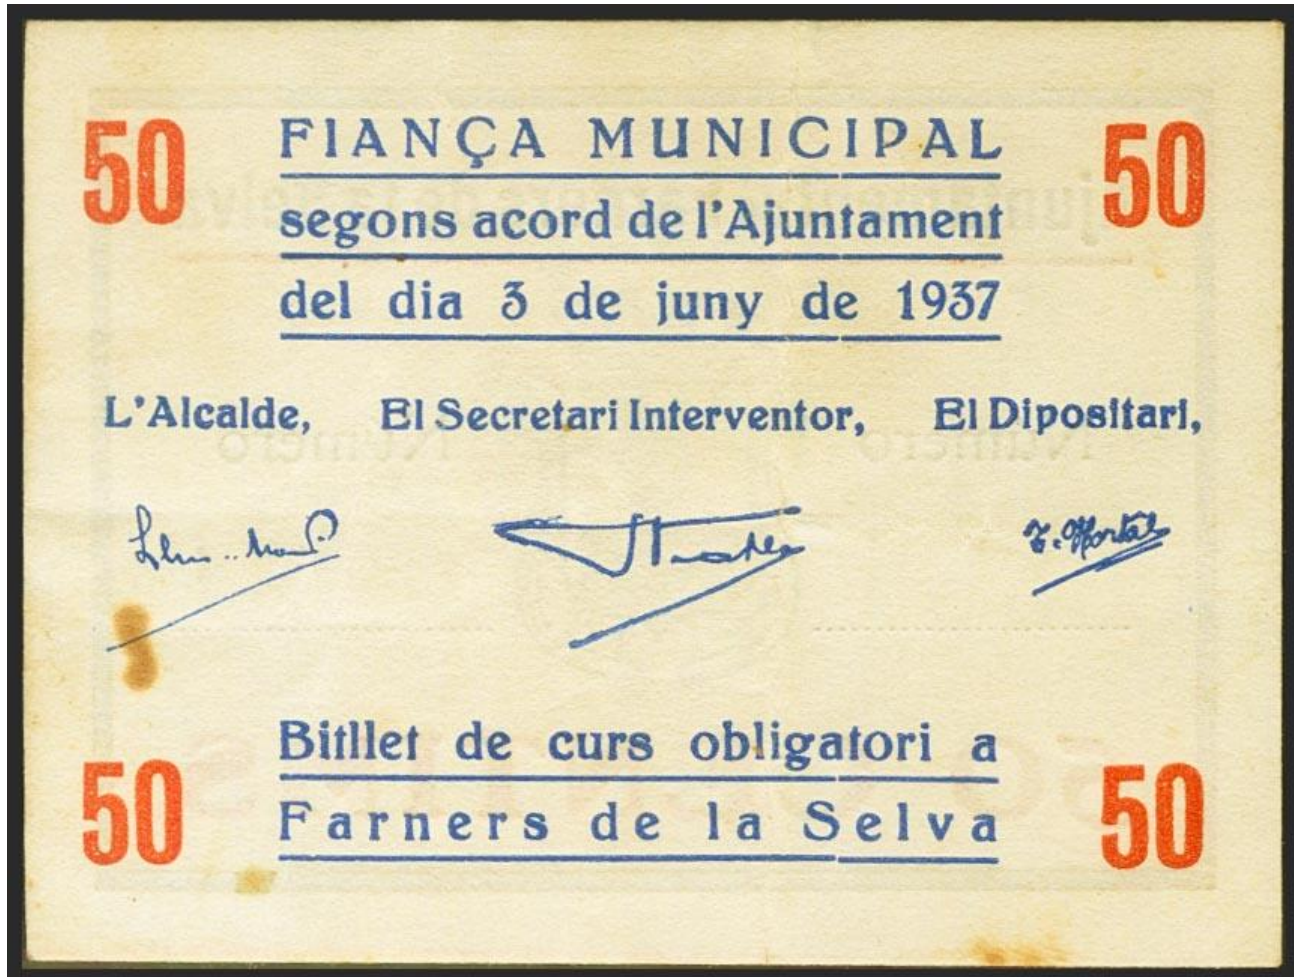 50 FIANÇA MUNICIPAL 50
segons acord de l'Ajuntament
del dia 3 de juny de 1937
L'Alcalde, El Secretari Interventor, El Dipositari,
50 Bitllet de curs obligatori a 50
Farners de la Selva